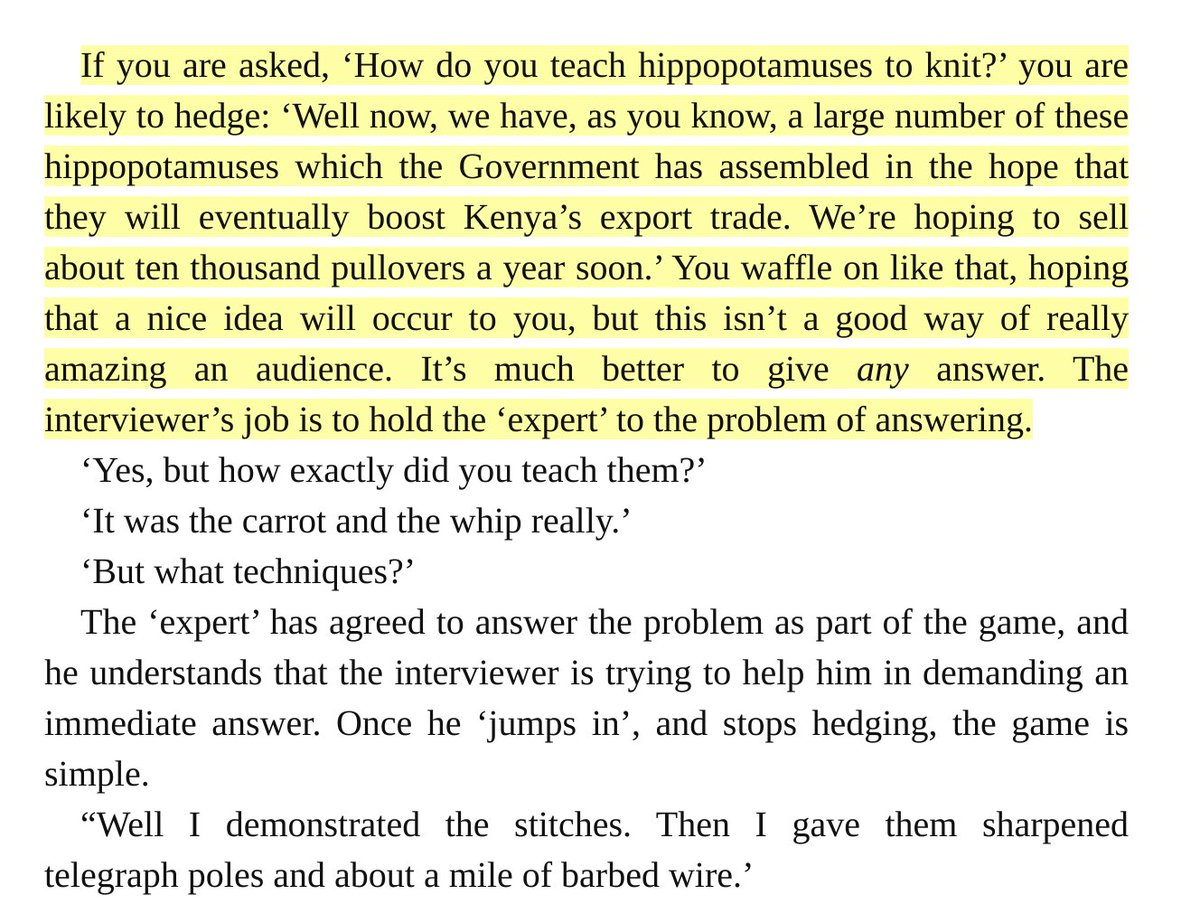 If you are asked, ‘How do you teach hippopotamuses to knit?’ you are
likely to hedge: ‘Well now, we have, as you know, a large number of these
hippopotamuses which the Government has assembled in the hope that
they will eventually boost Kenya’s export trade. We’re hoping to sell
about ten thousand pullovers a year soon.’ You waffle on like that, hoping
that a nice idea will occur to you, but this isn’t a good way of really
amazing an audience. It’s much better to give any answer. The
interviewer’s job is to hold the ‘expert’ to the problem of answering.
‘Yes, but how exactly did you teach them?’
‘It was the carrot and the whip really.’
‘But what techniques?’
The ‘expert’ has agreed to answer the problem as part of the game, and
he understands that the interviewer is trying to help him in demanding an
immediate answer. Once he ‘jumps in’, and stops hedging, the game is
simple.
“Well I demonstrated the stitches. Then I gave them sharpened
telegraph poles and about a mile of barbed wire.’